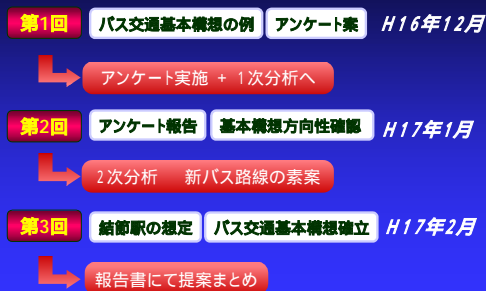 第1回 バス交通基本構想の例 アンケート案 H16年12月
アンケート実施 + 1次分析へ
第2回 アンケート報告 基本構想方向性確認 H17年1月
2次分析 新バス路線の素案
第3回 結節駅の想定 バス交通基本構想確立 H17年2月
報告書にて提案まとめ